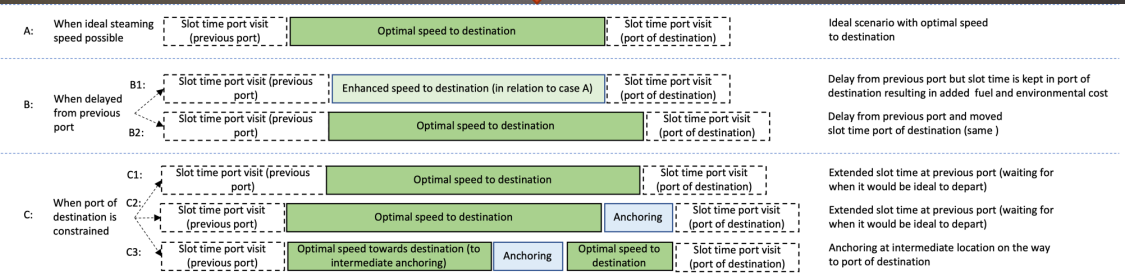 A:
When ideal steaming
speed possible
Slot time port visit
(previous port)
Optimal speed to destination
Slot time port visit
(port of destination)
Ideal scenario with optimal speed
to destination
B:
When delayed
from previous
port
B1:
Slot time port visit (previous
port)
Enhanced speed to destination (in relation to case A)
Slot time port visit
(port of destination)
Delay from previous port but slot time is kept in port of
destination resulting in added fuel and environmental cost
B2:
Slot time port visit (previous
port)
Optimal speed to destination
Slot time port visit
(port of destination)
Delay from previous port and moved
slot time port of destination (same )
C:
When port of
destination is
constrained
C1:
Slot time port visit (previous
port)
Optimal speed to destination
Slot time port visit
(port of destination)
Extended slot time at previous port (waiting for
when it would be ideal to depart)
C2:
Slot time port visit
(previous port)
Optimal speed to destination
Anchoring
Slot time port visit
(port of destination)
Extended slot time at previous port (waiting for
when it would be ideal to depart)
C3:
Slot time port visit
(previous port)
Optimal speed towards destination (to
intermediate anchoring)
Anchoring
Optimal speed to
destination
Slot time port visit
(port of destination)
Anchoring at intermediate location on the way
to port of destination